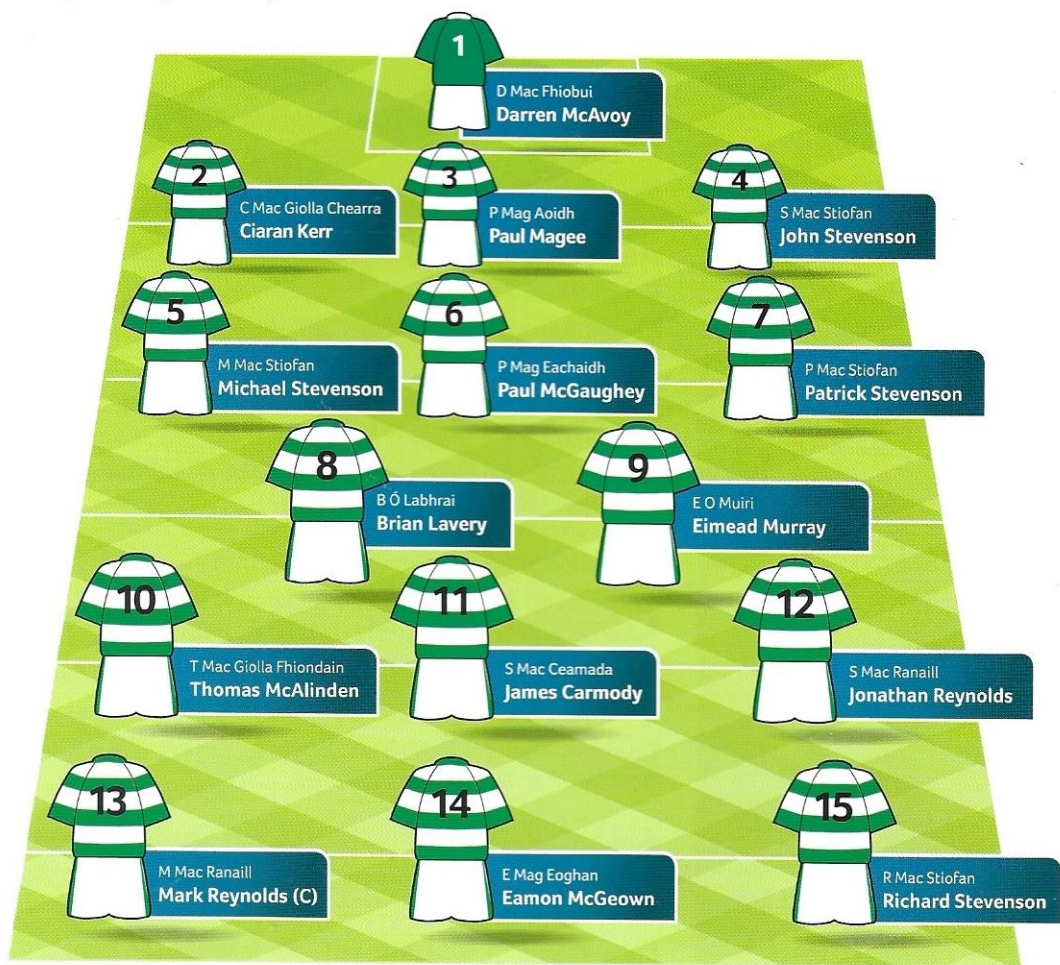 1
D Mac Fhiobui
Darren McAvoy
2
C Mac Giolla Chearra
Ciaran Kerr
3
P Mag Aoidh
Paul Magee
4
S Mac Stiofan
John Stevenson
5
M Mac Stiofan
Michael Stevenson
6
P Mag Eachaidh
Paul McGaughey
7
P Mac Stiofan
Patrick Stevenson
8
B Ó Labhrai
Brian Lavery
9
E O Muiri
Eimead Murray
10
T Mac Giolla Fhiondain
Thomas McAlinden
11
S Mac Ceamada
James Carmody
12
S Mac Ranaill
Jonathan Reynolds
13
M Mac Ranaill
Mark Reynolds (C)
14
E Mag Eoghan
Eamon McGeown
15
R Mac Stiofan
Richard Stevenson